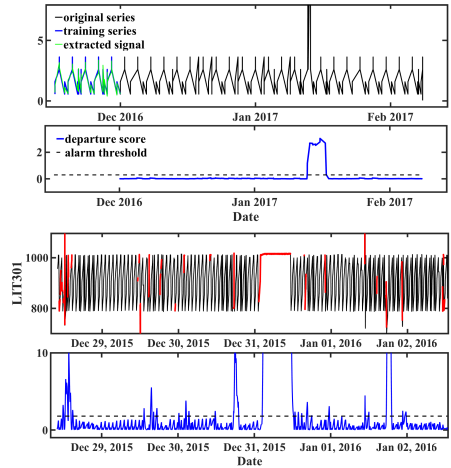 original series
training series
extracted signal
5
0
Dec 2016
Jan 2017
Feb 2017
departure score
alarm threshold
2
0
Dec 2016
Jan 2017
Feb 2017
Date
LIT301
1000
800
Dec 29, 2015
Dec 30, 2015
Dec 31, 2015
Jan 01, 2016
Jan 02, 2016
10
5
0
Dec 29, 2015
Dec 30, 2015
Dec 31, 2015
Jan 01, 2016
Jan 02, 2016
Date